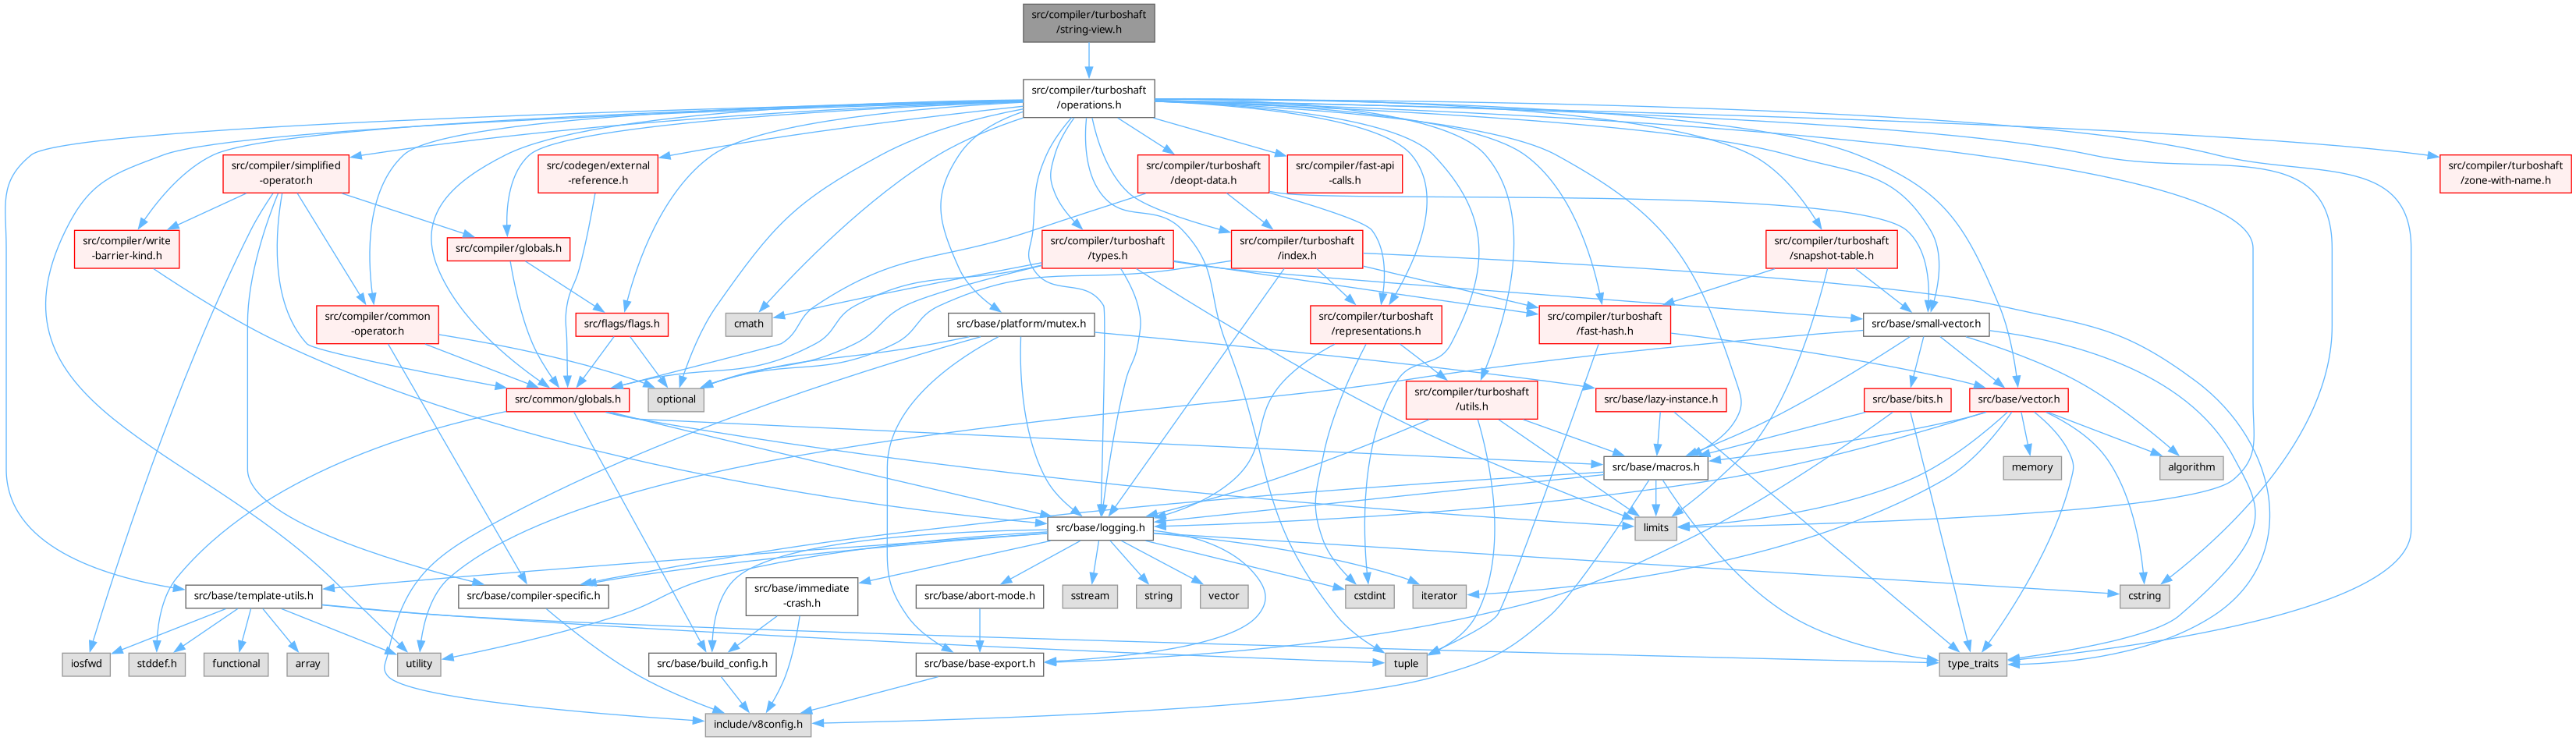 src/compiler/turboshaft
/string-view.h
src/compiler/turboshaft
/operations.h
src/compiler/simplified
-operator.h
src/codegen/external
-reference.h
src/compiler/turboshaft
/deopt-data.h
src/compiler/fast-api
-calls.h
src/compiler/turboshaft
/zone-with-name.h
src/compiler/write
-barrier-kind.h
src/compiler/globals.h
src/compiler/turboshaft
/types.h
src/compiler/turboshaft
/index.h
src/compiler/turboshaft
/snapshot-table.h
src/compiler/common
-operator.h
src/flags/flags.h
cmath
src/base/platform/mutex.h
src/compiler/turboshaft
/representations.h
src/compiler/turboshaft
/fast-hash.h
src/base/small-vector.h
src/common/globals.h
optional
src/compiler/turboshaft
/utils.h
src/base/lazy-instance.h
src/base/bits.h
src/base/vector.h
src/base/macros.h
memory
algorithm
src/base/logging.h
limits
src/base/template-utils.h
src/base/compiler-specific.h
src/base/immediate
-crash.h
src/base/abort-mode.h
sstream
string
vector
cstdint
iterator
cstring
iosfwd
stddef.h
functional
array
utility
src/base/build_config.h
src/base/base-export.h
tuple
type_traits
include/v8config.h